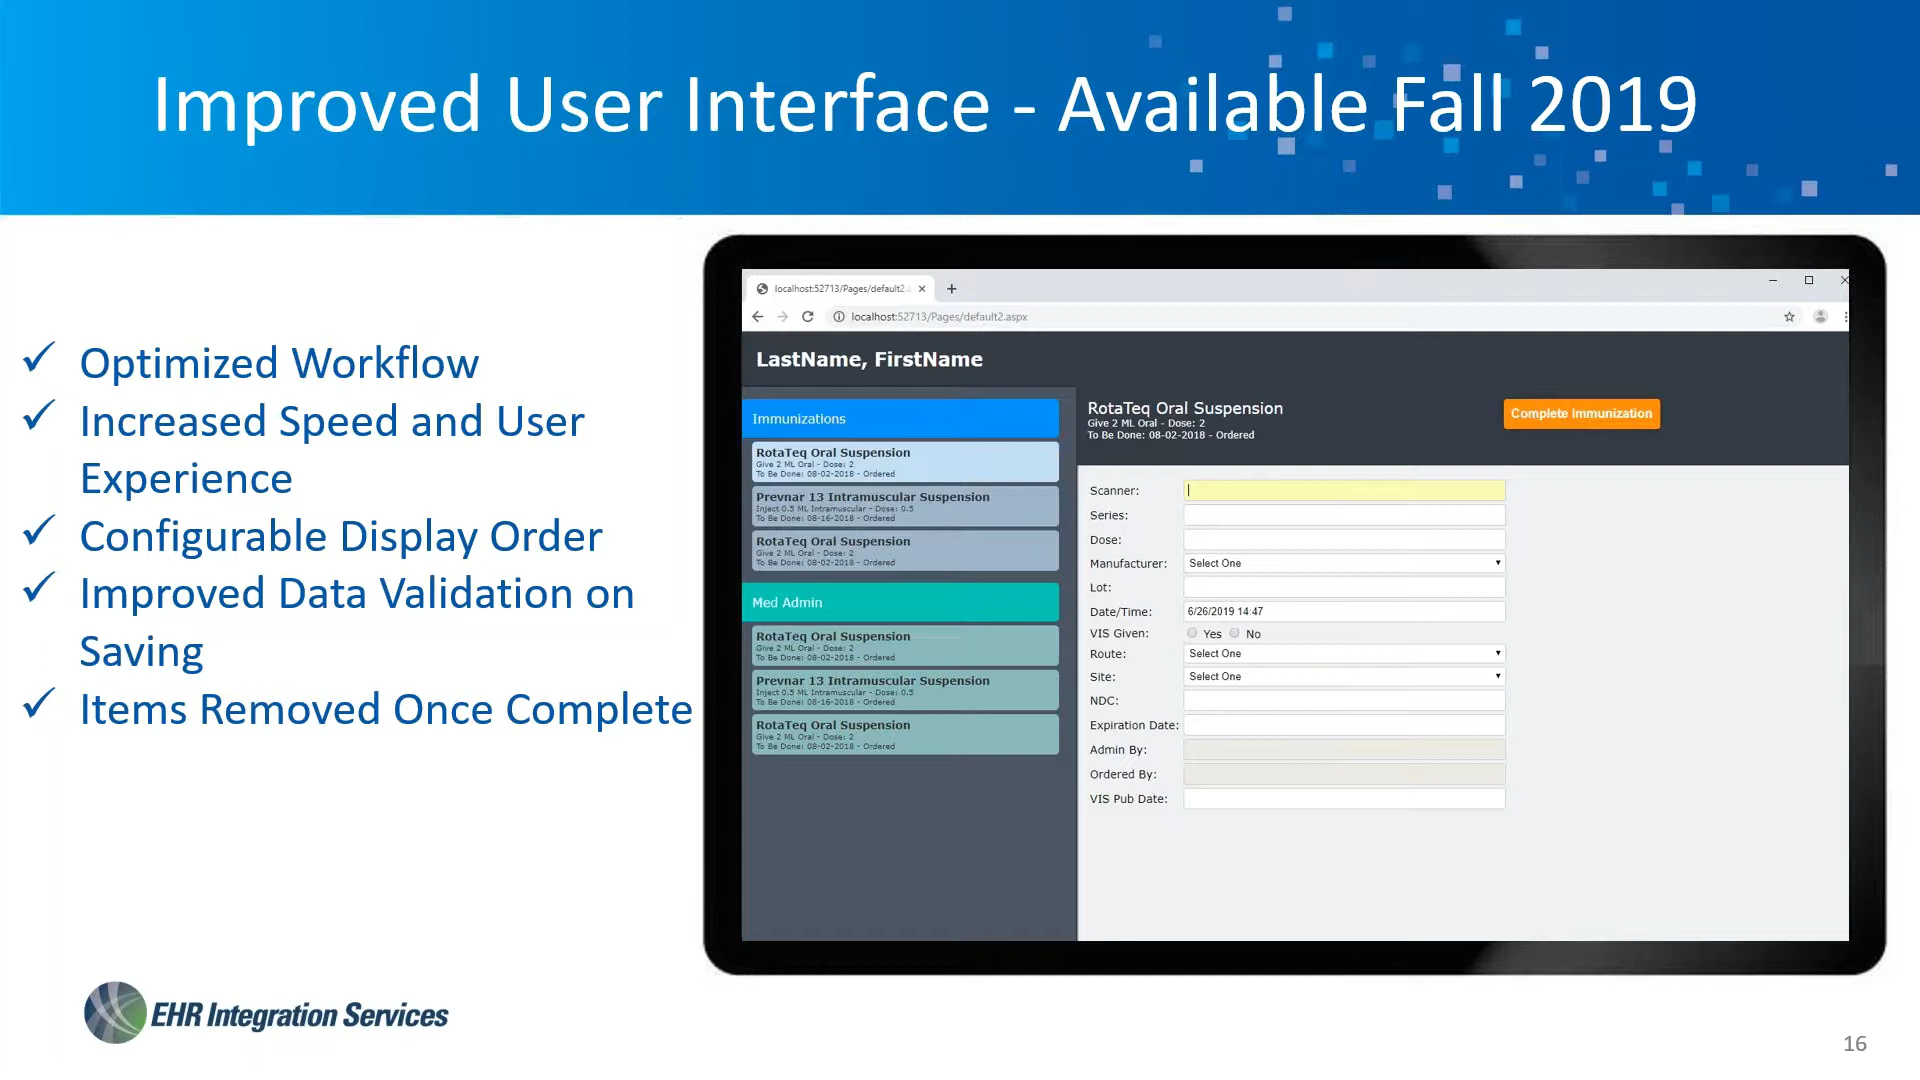 Improved User Interface - Available Fall 2019
✓ Optimized Workflow
✓ Increased Speed and User
Experience
✓ Configurable Display Order
✓ Improved Data Validation on
Saving
✓ Items Removed Once Complete
localhost:52713/Pages/default2.a
localhost:52713/Pages/default2.aspx
LastName, FirstName
Immunizations
RotaTeq Oral Suspension
Give 2 ML Oral - Dose: 2
To Be Done: 08-02-2018 - Ordered
Prevnar 13 Intramuscular Suspension
Inject 0.5 ML Intramuscular - Dose: 0.5
To Be Done: 08-16-2018 - Ordered
RotaTeq Oral Suspension
Give 2 ML Oral - Dose: 2
To Be Done: 08-02-2018 - Ordered
Med Admin
RotaTeq Oral Suspension
Give 2 ML Oral - Dose: 2
To Be Done: 08-02-2018 - Ordered
Prevnar 13 Intramuscular Suspension
Inject 0.5 ML Intramuscular - Dose: 0.5
To Be Done: 08-16-2018 - Ordered
RotaTeq Oral Suspension
Give 2 ML Oral - Dose: 2
To Be Done: 08-02-2018 - Ordered
RotaTeq Oral Suspension
Give 2 ML Oral - Dose: 2
To Be Done: 08-02-2018 - Ordered
Complete Immunization
Scanner:
Series:
Dose:
Manufacturer: Select One
Lot:
Date/Time: 6/26/2019 14:47
VIS Given: Yes No
Route: Select One
Site: Select One
NDC:
Expiration Date:
Admin By:
Ordered By:
VIS Pub Date:
EHR Integration Services
16